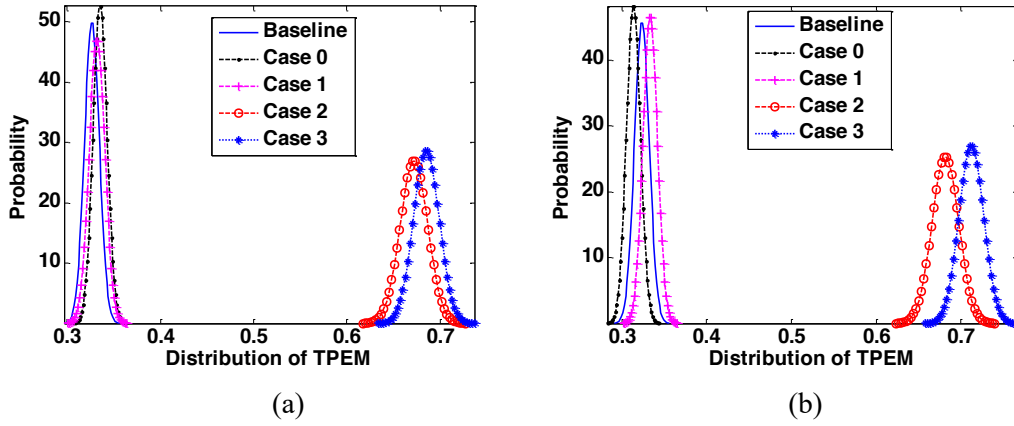 Probability
50
40
30
20
10
0.3 0.4 0.5 0.6 0.7
Distribution of TPEM
Baseline
Case 0
Case 1
Case 2
Case 3
(a)
Probability
40
30
20
10
0.3 0.4 0.5 0.6 0.7
Distribution of TPEM
Baseline
Case 0
Case 1
Case 2
Case 3
(b)